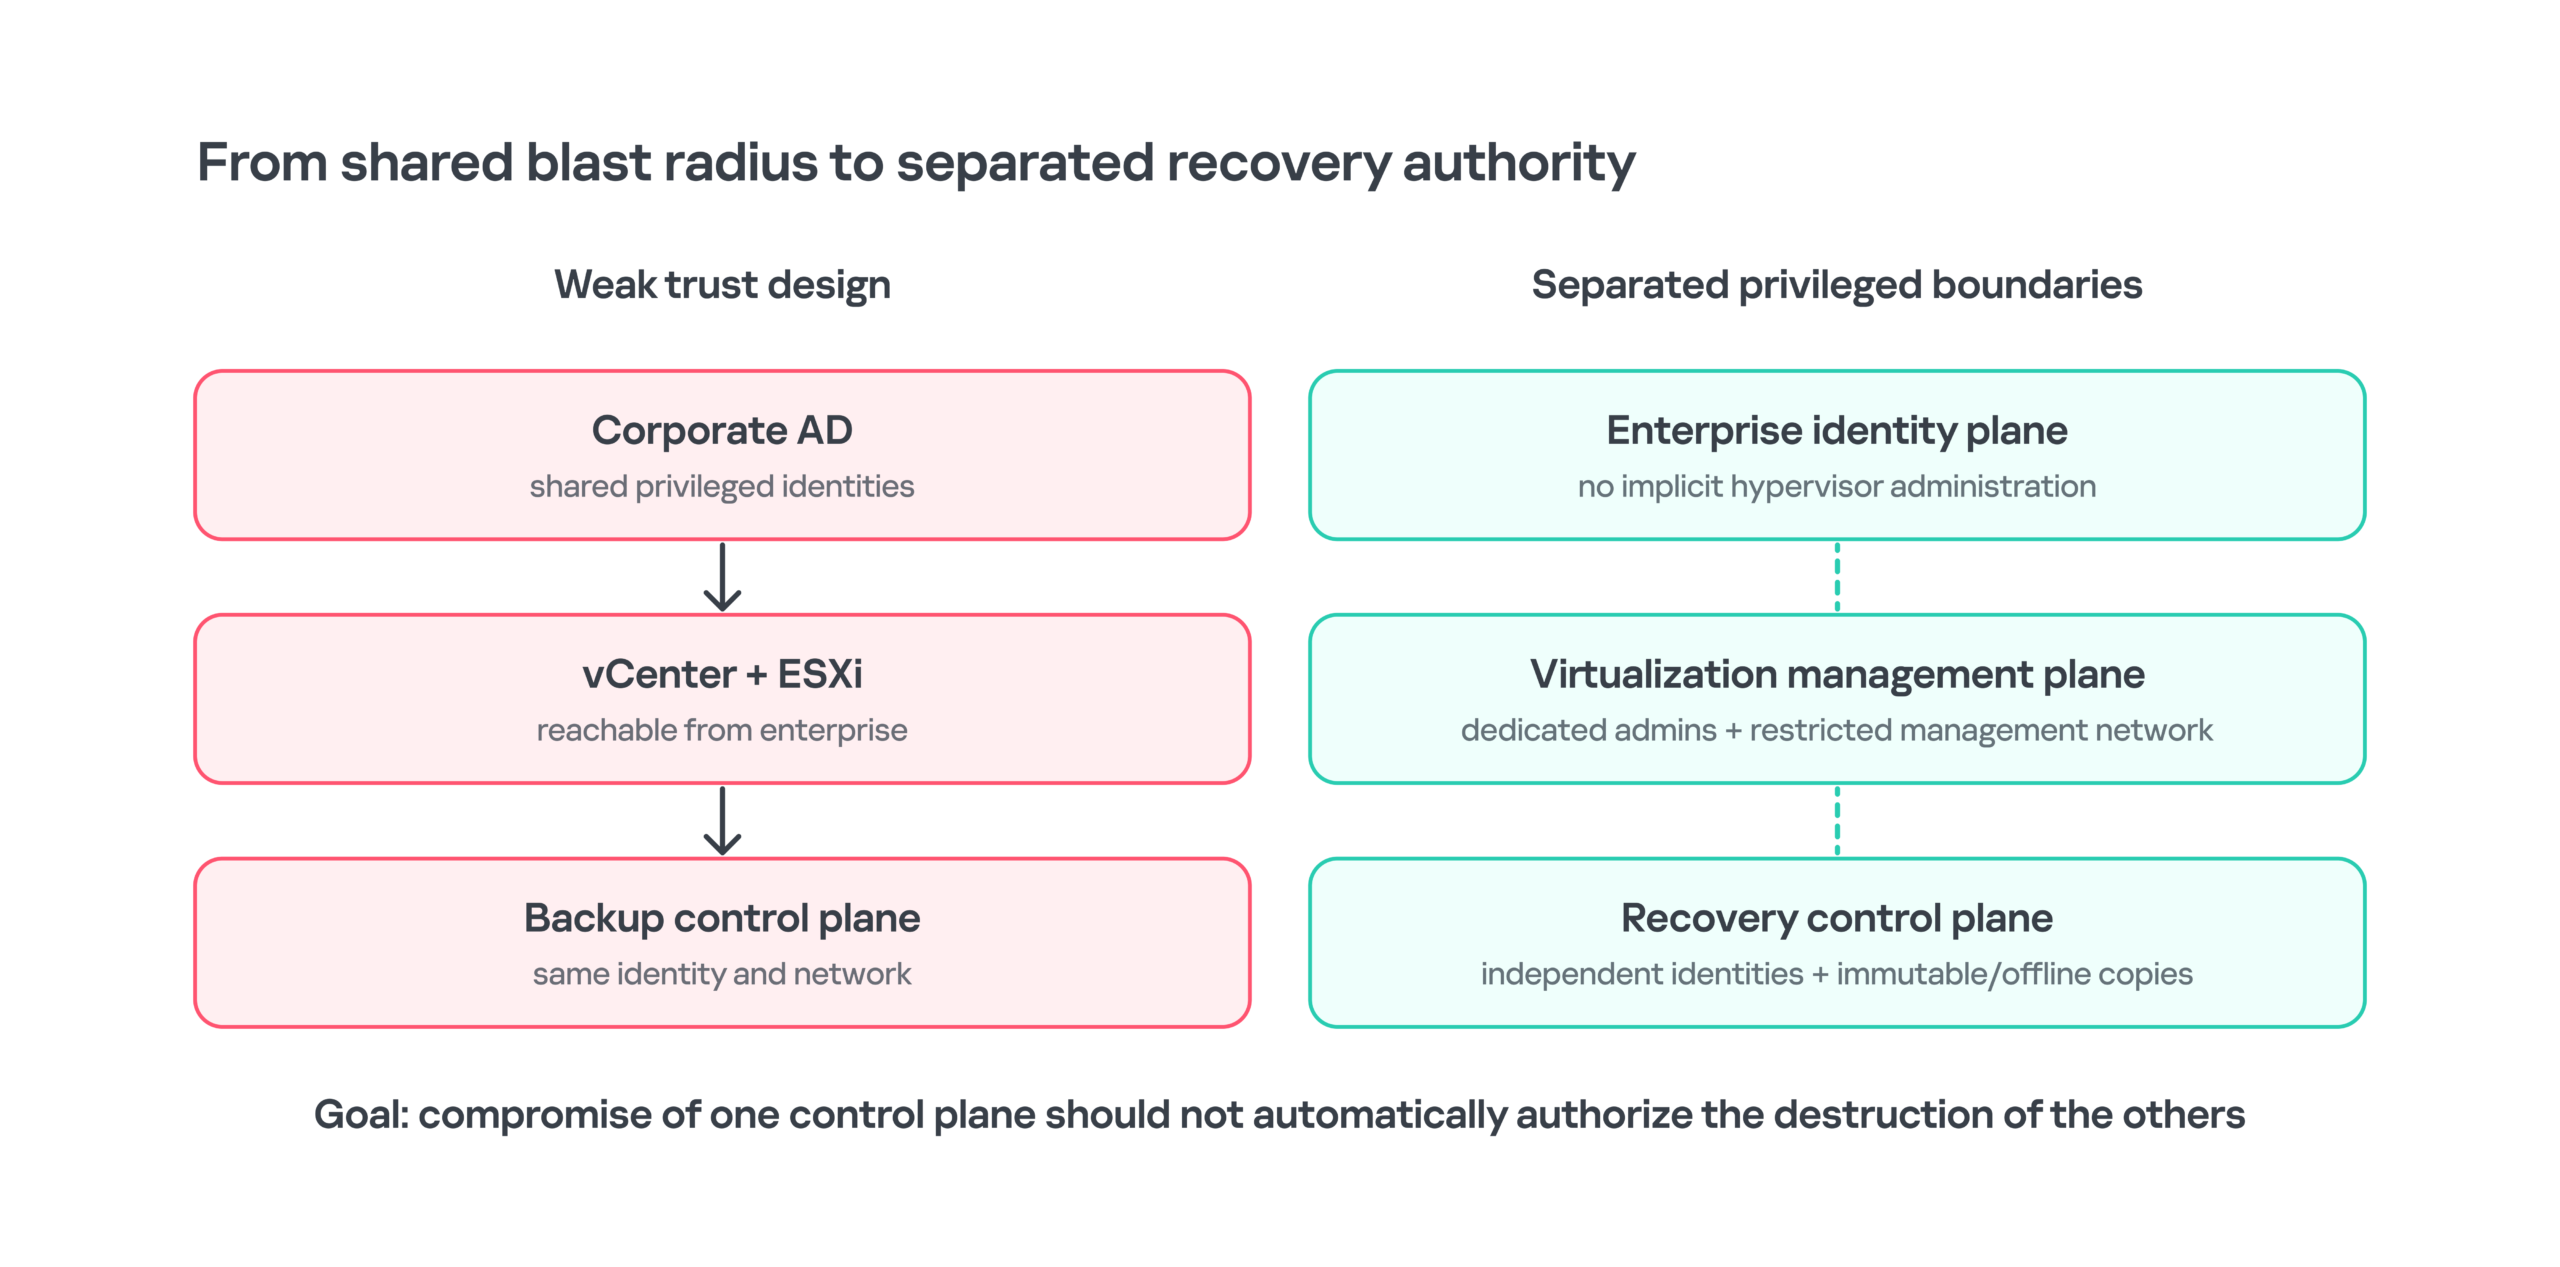 From shared blast radius to separated recovery authority
Weak trust design
Corporate AD
shared privileged identities
vCenter + ESXi
reachable from enterprise
Backup control plane
same identity and network
Separated privileged boundaries
Enterprise identity plane
no implicit hypervisor administration
Virtualization management plane
dedicated admins + restricted management network
Recovery control plane
independent identities + immutable/offline copies
Goal: compromise of one control plane should not automatically authorize the destruction of the others